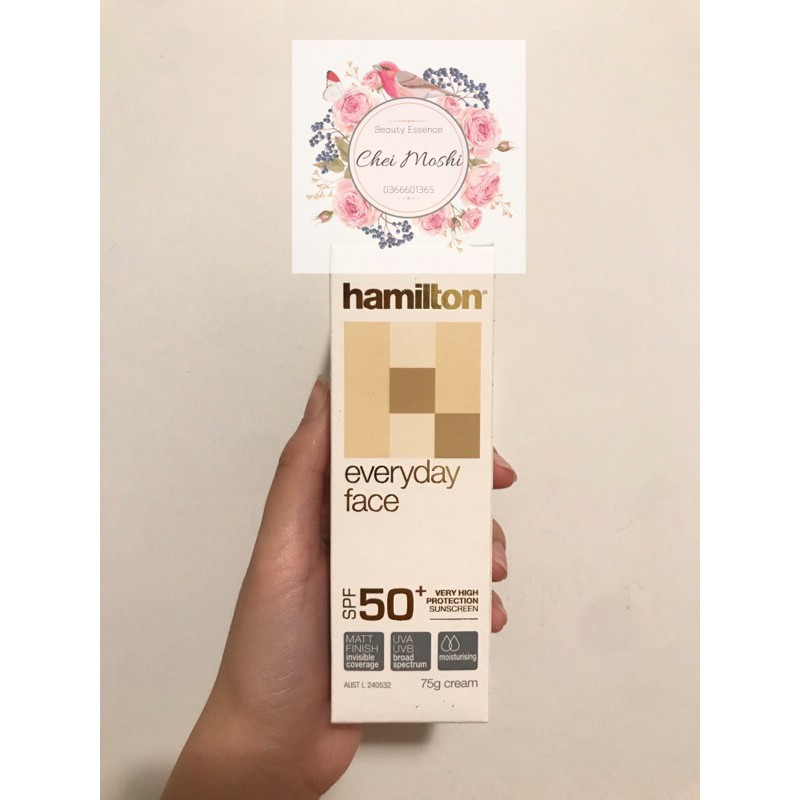 Beauty Essence
Chei Moshi
0366601365
hamilton
everyday
face
SPF 50+
VERY HIGH
PROTECTION
SUNSCREEN
MATT
FINISH
invisible
coverage
UVA
UVB
broad
spectrum
moisturising
AUST L 240532
75g cream